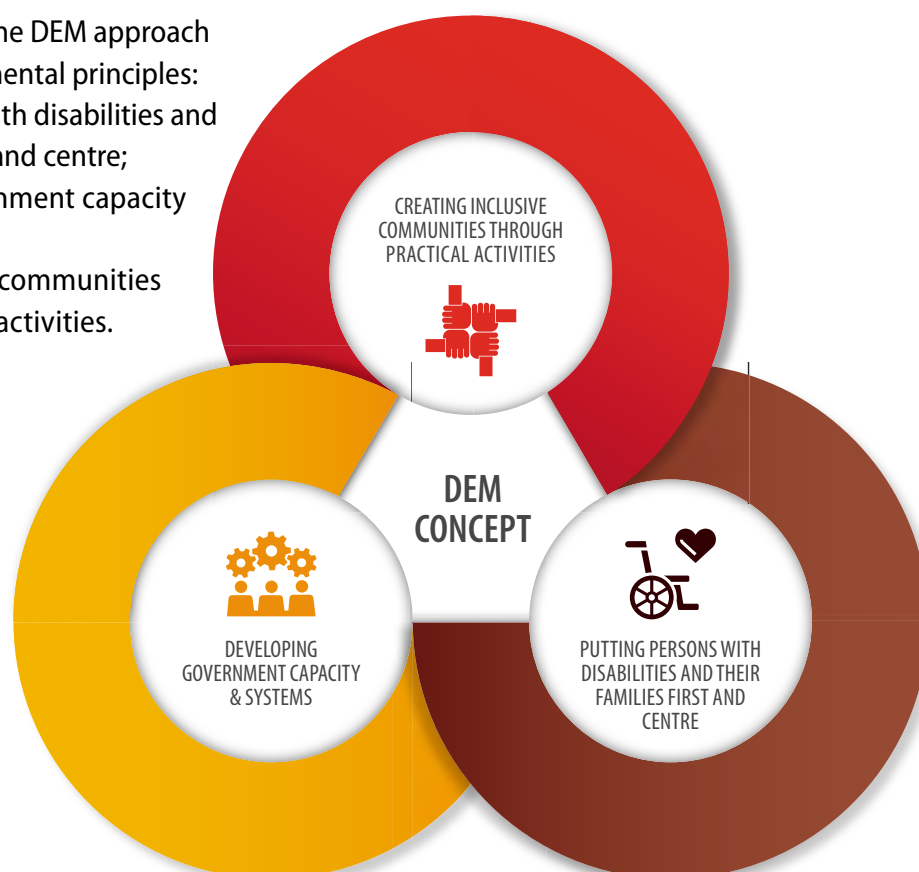 he DEM approach
ental principles:
th disabilities and
and centre;
nment capacity
communities
activities.
CREATING INCLUSIVE
COMMUNITIES THROUGH
PRACTICAL ACTIVITIES
DEM
CONCEPT
DEVELOPING
GOVERNMENT CAPACITY
& SYSTEMS
PUTTING PERSONS WITH
DISABILITIES AND THEIR
FAMILIES FIRST AND
CENTRE